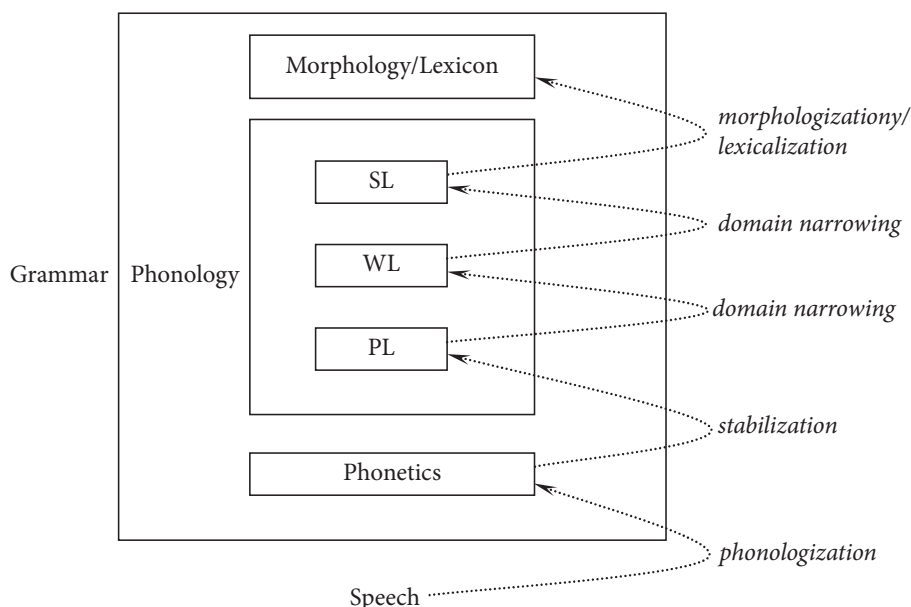 Morphology/Lexicon
morphologizationy/
lexicalization
SL
domain narrowing
WL
Grammar
Phonology
domain narrowing
PL
stabilization
Phonetics
phonologization
Speech